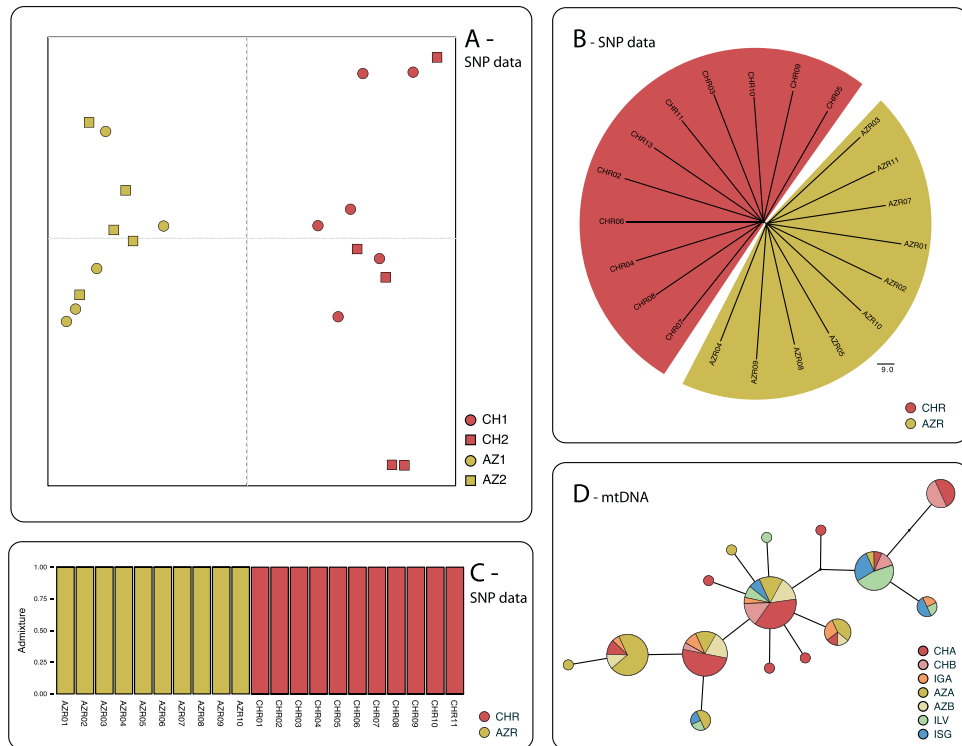 A -
SNP data
CH1
CH2
AZ1
AZ2
B - SNP data
CHR09
CHR10
CHR03
CHR05
CHR11
CHR13
CHR02
CHR06
CHR04
CHR08
CHR07
AZR03
AZR11
AZR07
AZR01
AZR02
AZR10
AZR05
AZR08
AZR09
AZR04
9.0
CHR
AZR
C -
SNP data
Admixture
1.00
0.75
0.50
0.25
0.00
AZR01
AZR02
AZR03
AZR04
AZR05
AZR06
AZR07
AZR08
AZR09
AZR10
CHR01
CHR02
CHR03
CHR04
CHR06
CHR07
CHR08
CHR09
CHR10
CHR11
CHR
AZR
D - mtDNA
CHA
CHB
IGA
AZA
AZB
ILV
ISG